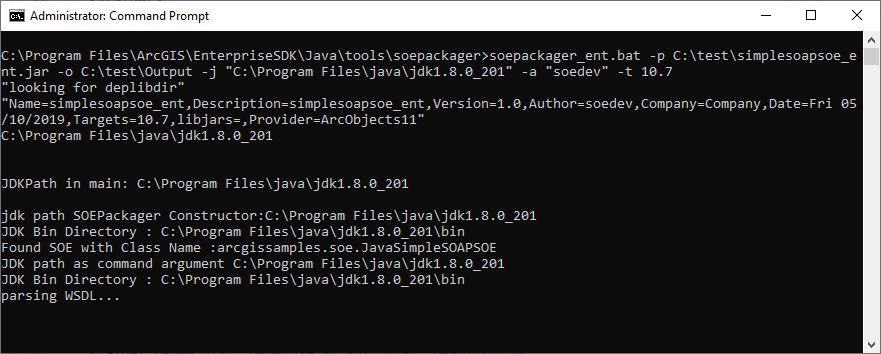 Administrator: Command Prompt
C:\Program Files\ArcGIS\EnterpriseSDK\Java\tools\soepackager>soepackager_ent.bat -p C:\test\simplesoapsoe_e
nt.jar -o C:\test\Output -j "C:\Program Files\java\jdk1.8.0_201" -a "soedev" -t 10.7
"looking for deplibdir"
"Name=simplesoapsoe_ent,Description=simplesoapsoe_ent,Version=1.0,Author=soedev,Company=Company,Date=Fri 05
/10/2019,Targets=10.7,libjars=,Provider=ArcObjects11"
C:\Program Files\java\jdk1.8.0_201
JDKPath in main: C:\Program Files\java\jdk1.8.0_201
jdk path SOEPackager Constructor:C:\Program Files\java\jdk1.8.0_201
JDK Bin Directory : C:\Program Files\java\jdk1.8.0_201\bin
Found SOE with Class Name :arcgissamples.soe.JavaSimpleSOAPSOE
JDK path as command argument C:\Program Files\java\jdk1.8.0_201
JDK Bin Directory : C:\Program Files\java\jdk1.8.0_201\bin
parsing WSDL...